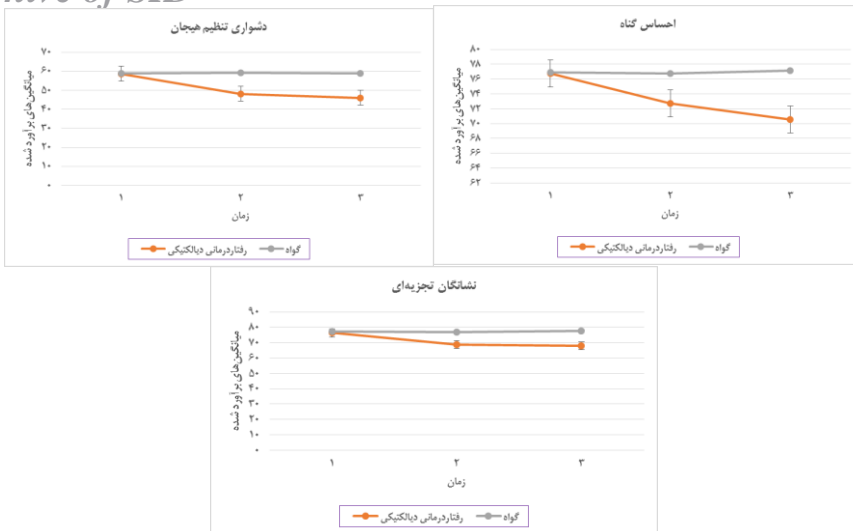 of SID
دشواری تنظیم هیجان
میانگین‌های برآورد شده
۷۰
۶۰
۵۰
۴۰
۳۰
۲۰
۱۰
۰
۱ ۲ ۳
زمان
گواه رفتاردرمانی دیالکتیکی
احساس گناه
میانگین‌های برآورد شده
۸۰
۷۸
۷۶
۷۴
۷۲
۷۰
۶۸
۶۶
۶۴
۶۲
۱ ۲ ۳
زمان
گواه رفتاردرمانی دیالکتیکی
نشانگان تجزیه‌ای
میانگین‌های برآورد شده
۹۰
۸۰
۷۰
۶۰
۵۰
۴۰
۳۰
۲۰
۱۰
۰
۱ ۲ ۳
زمان
گواه رفتاردرمانی دیالکتیکی